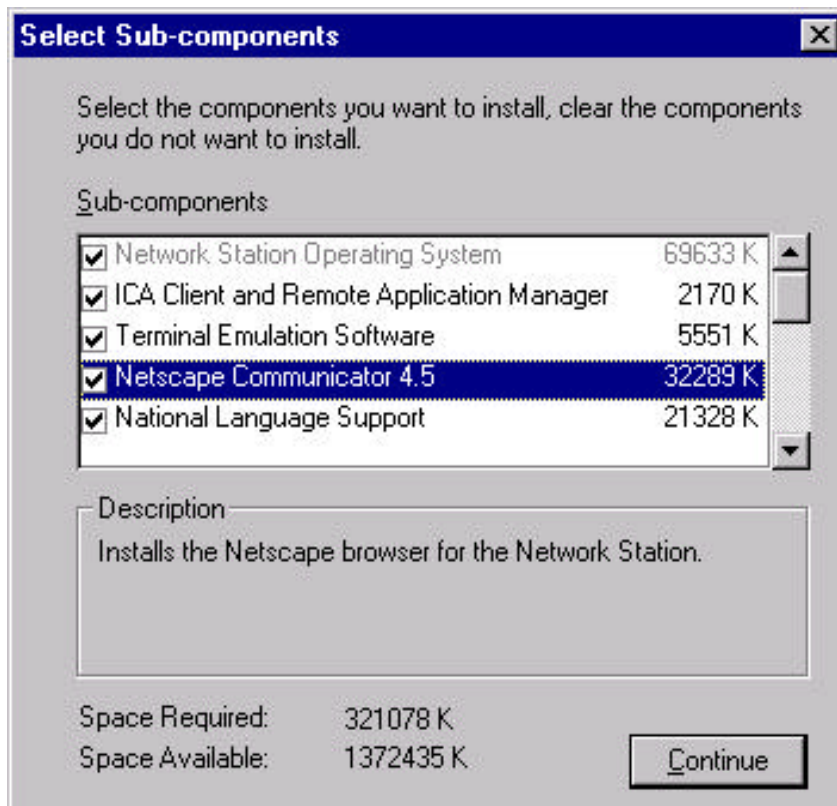 Select Sub-components
Select the components you want to install, clear the components
you do not want to install.
Sub-components
Network Station Operating System 69633 K
ICA Client and Remote Application Manager 2170 K
Terminal Emulation Software 5551 K
Netscape Communicator 4.5 32289 K
National Language Support 21328 K
Description
Installs the Netscape browser for the Network Station.
Space Required: 321078 K
Space Available: 1372435 K
Continue